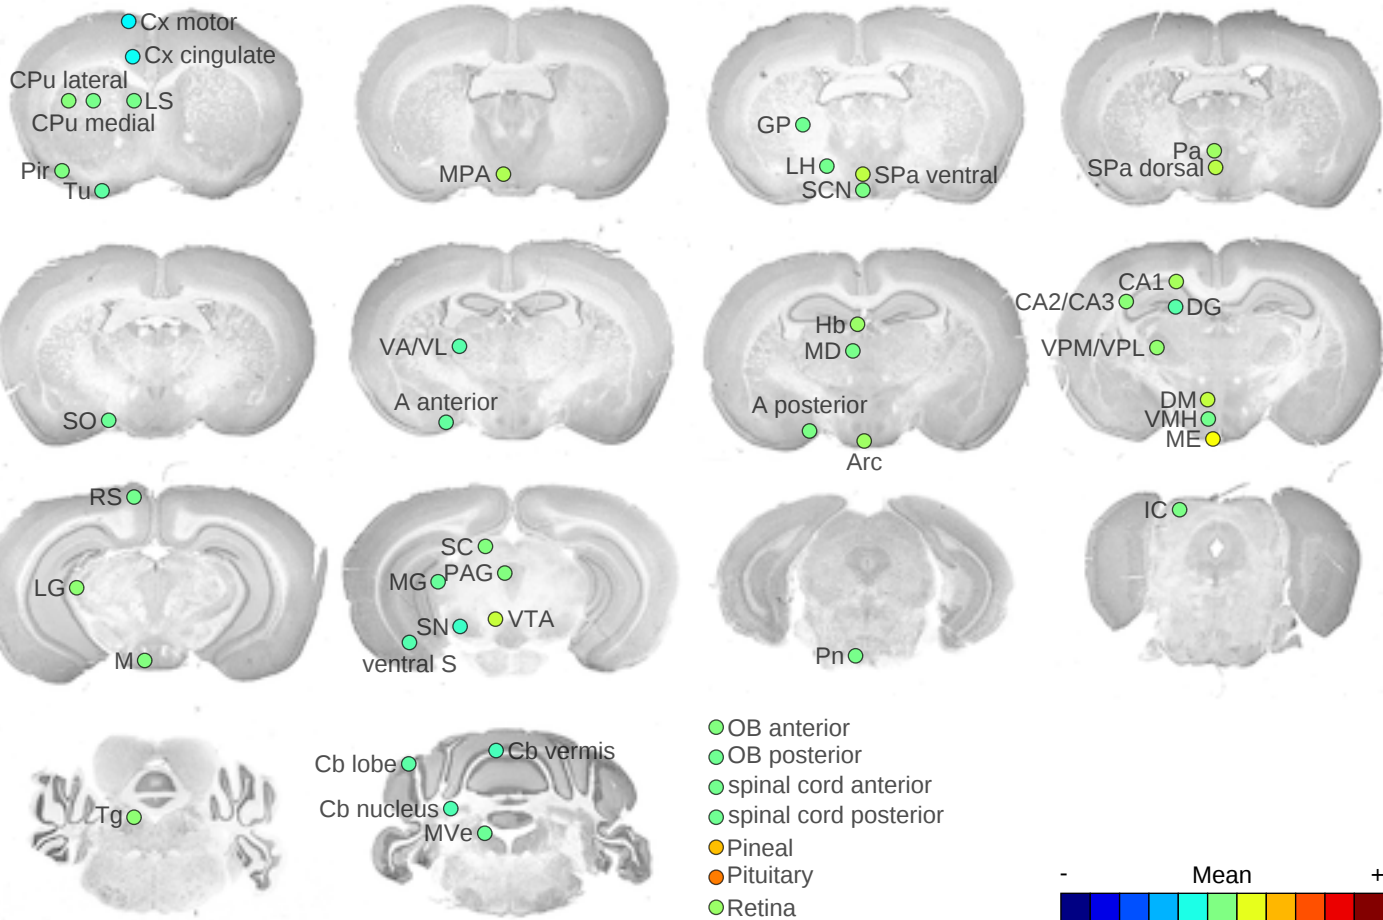 Cx motor
Cx cingulate
CPu lateral
LS
CPu medial
Pir
Tu
MPA
GP
LH
SPa ventral
SCN
Pa
SPa dorsal
SO
VA/VL
A anterior
Hb
MD
A posterior
Arc
CA1
CA2/CA3
DG
VPM/VPL
DM
VMH
ME
RS
LG
M
SC
PAG
MG
VTA
SN
ventral S
Pn
IC
Tg
Cb vermis
Cb lobe
Cb nucleus
MVe
OB anterior
OB posterior
spinal cord anterior
spinal cord posterior
Pineal
Pituitary
Retina
- Mean +